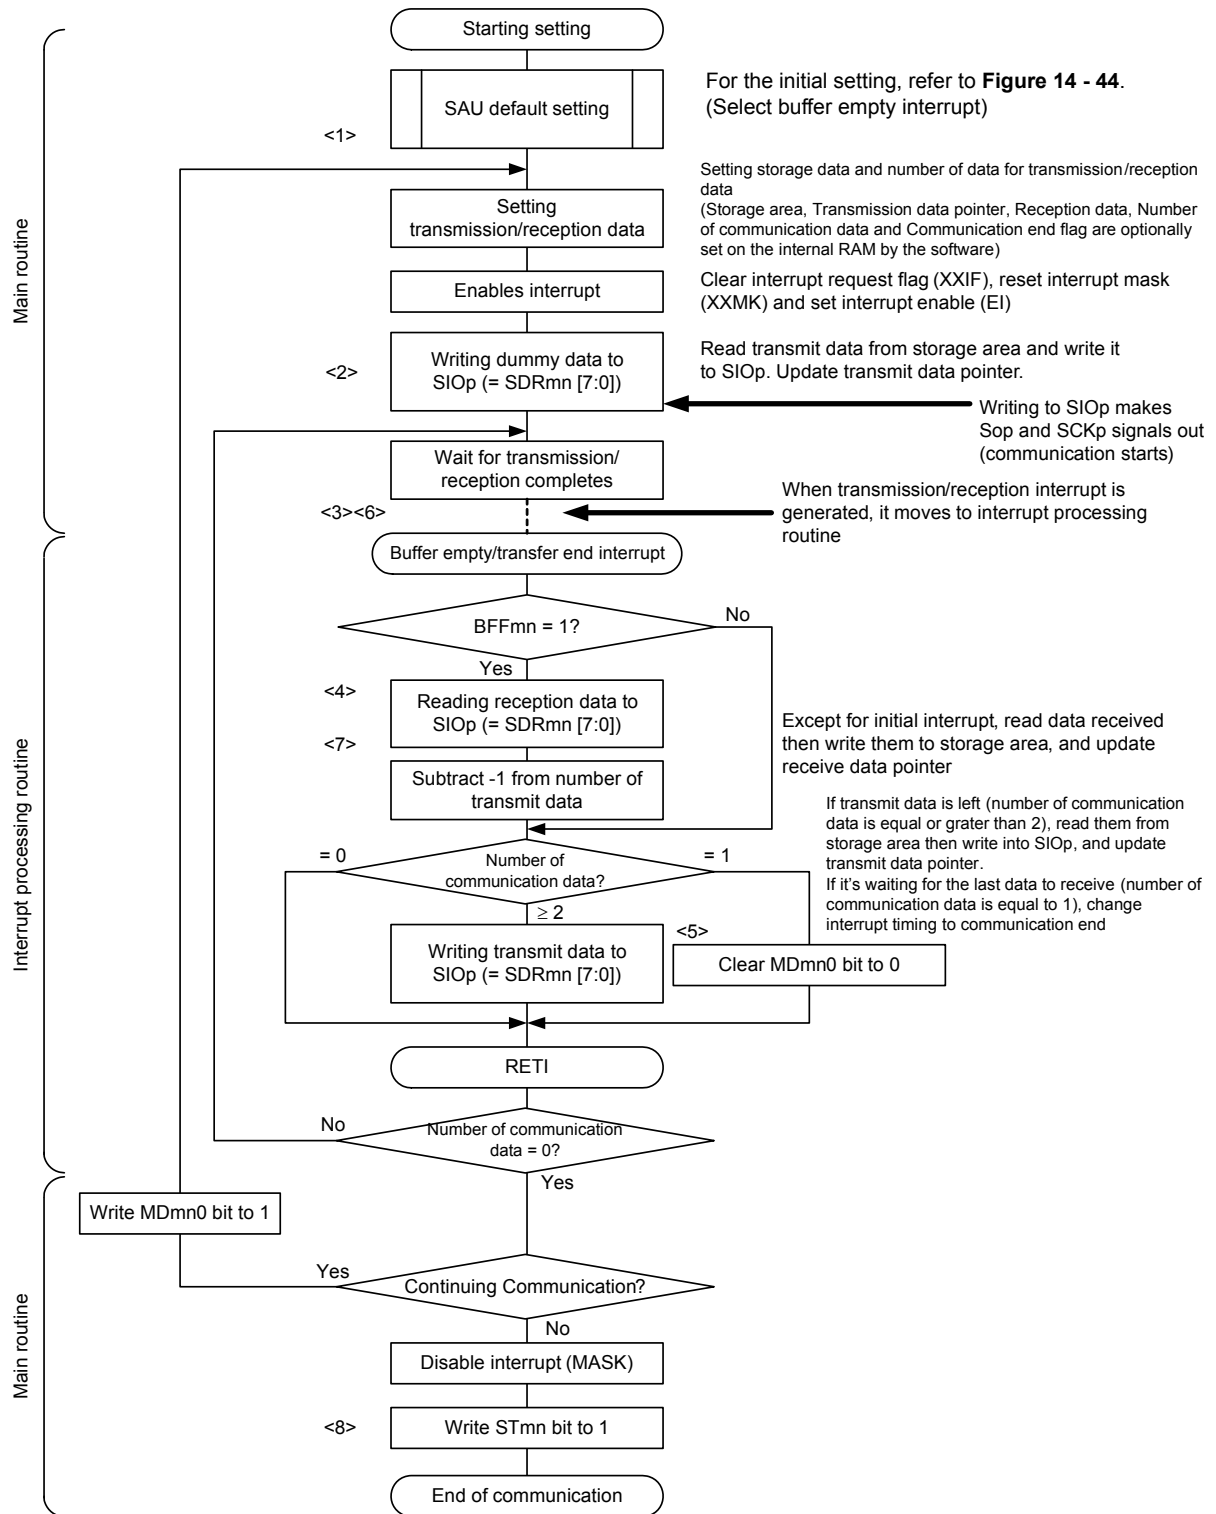 Starting setting
SAU default setting
For the initial setting, refer to Figure 14 - 44.
(Select buffer empty interrupt)
<1>
Main routine
Setting
transmission/reception data
Setting storage data and number of data for transmission/reception
data
(Storage area, Transmission data pointer, Reception data, Number
of communication data and Communication end flag are optionally
set on the internal RAM by the software)
Enables interrupt
Clear interrupt request flag (XXIF), reset interrupt mask
(XXMK) and set interrupt enable (EI)
<2>
Writing dummy data to
SIOp (= SDRmn [7:0])
Read transmit data from storage area and write it
to SIOp. Update transmit data pointer.
Writing to SIOp makes
Sop and SCKp signals out
(communication starts)
Wait for transmission/
reception completes
<3><6>
When transmission/reception interrupt is
generated, it moves to interrupt processing
routine
Interrupt processing routine
Buffer empty/transfer end interrupt
BFFmn = 1?
No
Yes
<4>
Reading reception data to
SIOp (= SDRmn [7:0])
<7>
Except for initial interrupt, read data received
then write them to storage area, and update
receive data pointer
Subtract -1 from number of
transmit data
= 0
Number of
communication data?
= 1
≥ 2
If transmit data is left (number of communication
data is equal or grater than 2), read them from
storage area then write into SIOp, and update
transmit data pointer.
If it's waiting for the last data to receive (number of
communication data is equal to 1), change
interrupt timing to communication end
Writing transmit data to
SIOp (= SDRmn [7:0])
<5>
Clear MDmn0 bit to 0
RETI
No
Number of communication
data = 0?
Yes
Main routine
Write MDmn0 bit to 1
Yes
Continuing Communication?
No
Disable interrupt (MASK)
<8>
Write STmn bit to 1
End of communication